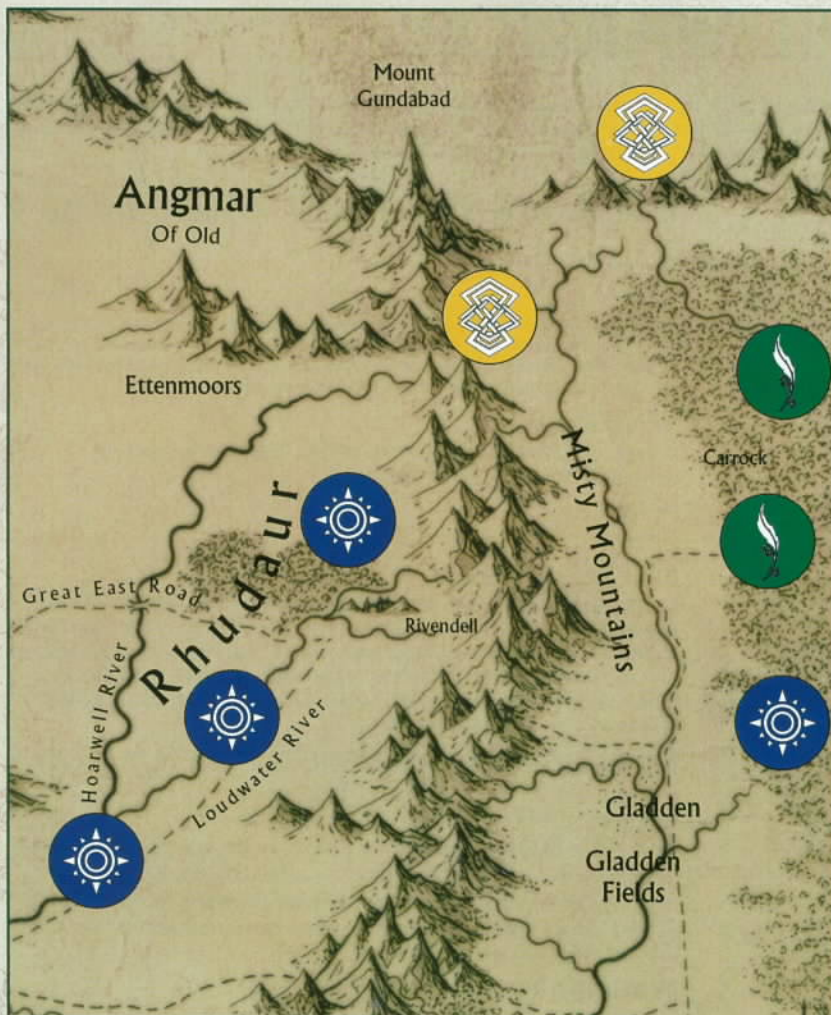 Mount
Gundabad
Angmar
Of Old
Ettenmoors
Carrock
Misty Mountains
Rhudaur
Great East Road
Rivendell
Hoarwell River
Loudwater River
Gladden
Gladden
Fields